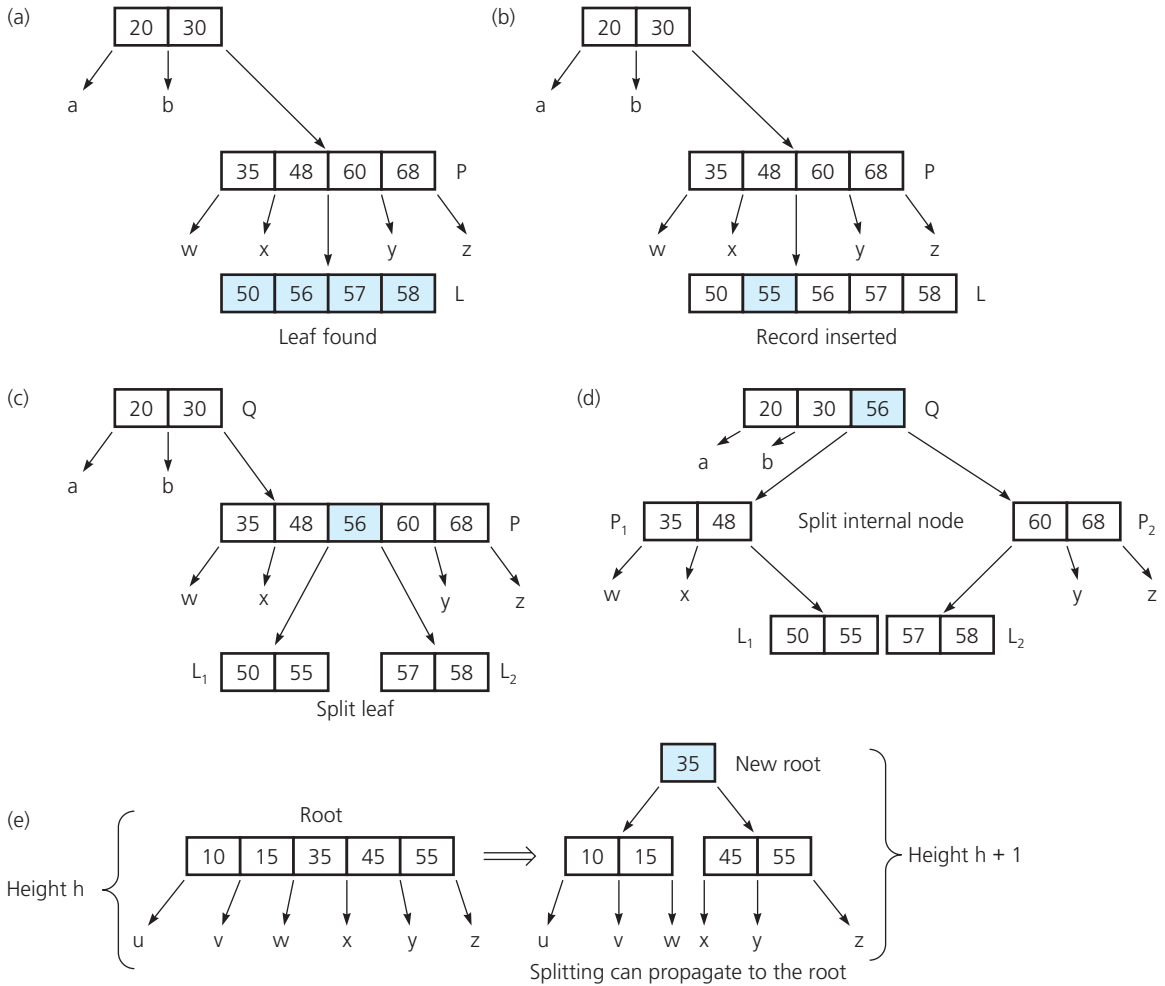 (a)
20 30
a b
35 48 60 68 P
w x y z
50 56 57 58 L
Leaf found
(b)
20 30
a b
35 48 60 68 P
w x y z
50 55 56 57 58 L
Record inserted
(c)
20 30 Q
a b
35 48 56 60 68 P
w x y z
L1 50 55 57 58 L2
Split leaf
(d)
20 30 56 Q
a b
P1 35 48 Split internal node 60 68 P2
w x y z
L1 50 55 57 58 L2
(e)
Height h
Root
10 15 35 45 55
u v w x y z
35 New root
10 15 45 55
u v w x y z
Height h + 1
Splitting can propagate to the root